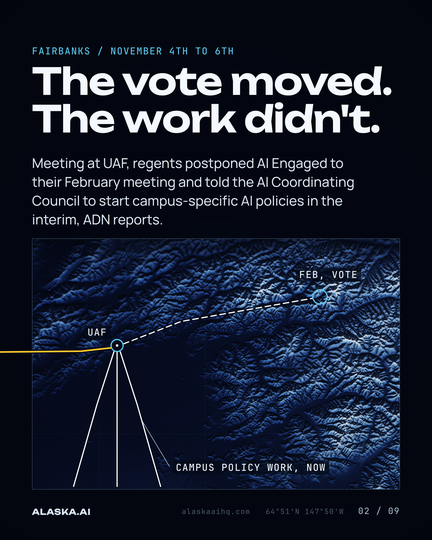 FAIRBANKS / NOVEMBER 4TH TO 6TH
The vote moved.
The work didn't.
Meeting at UAF, regents postponed AI Engaged to
their February meeting and told the AI Coordinating
Council to start campus-specific AI policies in the
interim, ADN reports.
FEB, VOTE
UAF
CAMPUS POLICY WORK, NOW
ALASKA.AI
alaskaaihq.com
64°51'N 147°50'W
02 / 09